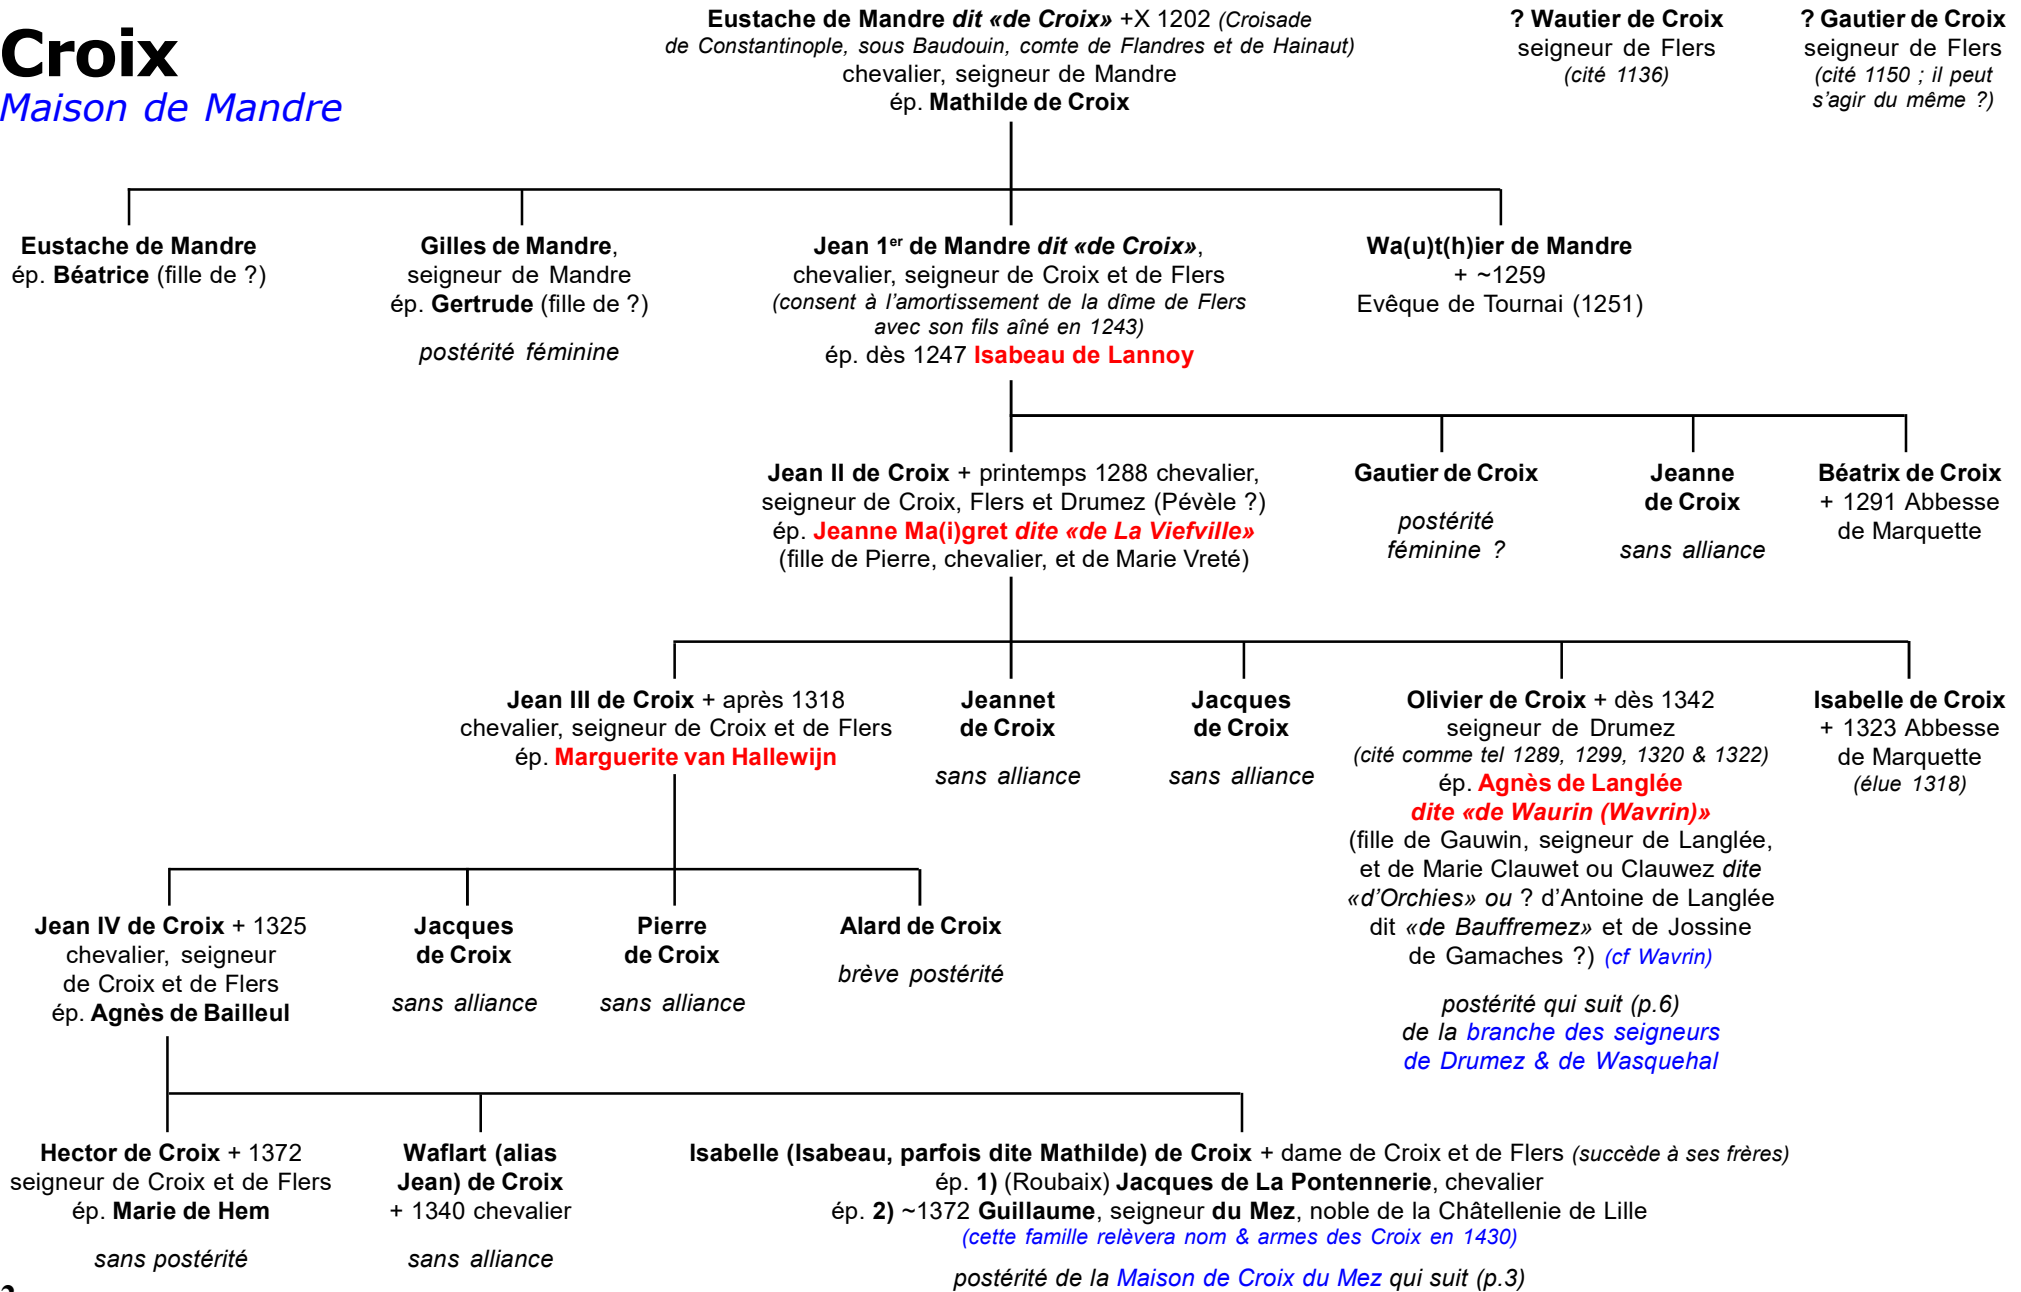 Croix
Maison de Mandre
Eustache de Mandre dit «de Croix» +X 1202 (Croisade
de Constantinople, sous Baudouin, comte de Flandres et de Hainaut)
chevalier, seigneur de Mandre
ép. Mathilde de Croix
? Wautier de Croix
seigneur de Flers
(cité 1136)
? Gautier de Croix
seigneur de Flers
(cité 1150 ; il peut
s'agir du même ?)
Eustache de Mandre
ép. Béatrice (fille de ?)
Gilles de Mandre,
seigneur de Mandre
ép. Gertrude (fille de ?)
postérité féminine
Jean 1er de Mandre dit «de Croix»,
chevalier, seigneur de Croix et de Flers
(consent à l'amortissement de la dîme de Flers
avec son fils aîné en 1243)
ép. dès 1247 Isabeau de Lannoy
Wa(u)t(h)ier de Mandre
+ ~1259
Evêque de Tournai (1251)
Jean II de Croix + printemps 1288 chevalier,
seigneur de Croix, Flers et Drumez (Pévèle ?)
ép. Jeanne Ma(i)gret dite «de La Viefville»
(fille de Pierre, chevalier, et de Marie Vreté)
Gautier de Croix
postérité
féminine ?
Jeanne
de Croix
sans alliance
Béatrix de Croix
+ 1291 Abbesse
de Marquette
Jean III de Croix + après 1318
chevalier, seigneur de Croix et de Flers
ép. Marguerite van Hallewijn
Jeannet
de Croix
sans alliance
Jacques
de Croix
sans alliance
Olivier de Croix + dès 1342
seigneur de Drumez
(cité comme tel 1289, 1299, 1320 & 1322)
ép. Agnès de Langlée
dite «de Waurin (Wavrin)»
(fille de Gauwin, seigneur de Langlée,
et de Marie Clauwet ou Clauwez dite
«d'Orchies» ou ? d'Antoine de Langlée
dit «de Bauffremez» et de Jossine
de Gamaches ?) (cf Wavrin)
postérité qui suit (p.6)
de la branche des seigneurs
de Drumez & de Wasquehal
Isabelle de Croix
+ 1323 Abbesse
de Marquette
(élue 1318)
Jean IV de Croix + 1325
chevalier, seigneur
de Croix et de Flers
ép. Agnès de Bailleul
Jacques
de Croix
sans alliance
Pierre
de Croix
sans alliance
Alard de Croix
brève postérité
Hector de Croix + 1372
seigneur de Croix et de Flers
ép. Marie de Hem
sans postérité
Waflart (alias
Jean) de Croix
+ 1340 chevalier
sans alliance
Isabelle (Isabeau, parfois dite Mathilde) de Croix + dame de Croix et de Flers (succède à ses frères)
ép. 1) (Roubaix) Jacques de La Pontennerie, chevalier
ép. 2) ~1372 Guillaume, seigneur du Mez, noble de la Châtellenie de Lille
(cette famille relèvera nom & armes des Croix en 1430)
postérité de la Maison de Croix du Mez qui suit (p.3)